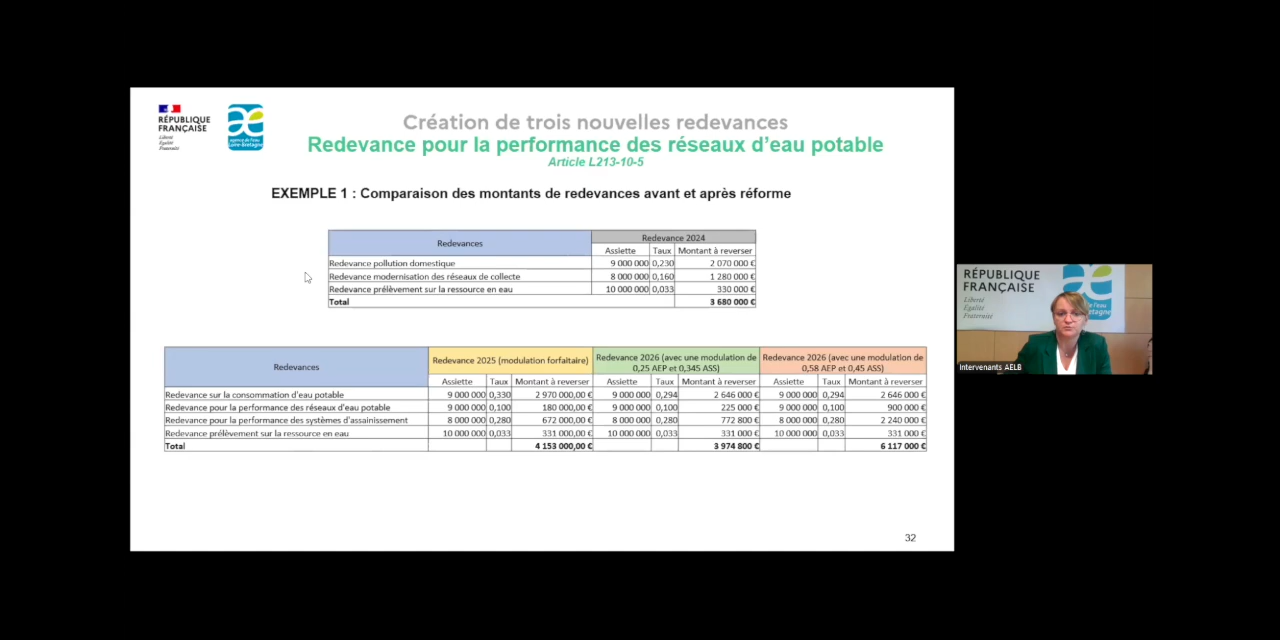 RÉPUBLIQUE
FRANÇAISE
Liberté
Égalité
Fraternité
agence de l'eau
Loire-Bretagne
Création de trois nouvelles redevances
Redevance pour la performance des réseaux d'eau potable
Article L213-10-5
EXEMPLE 1 : Comparaison des montants de redevances avant et après réforme
Redevances Redevance 2024
Assiette Taux Montant à reverser
Redevance pollution domestique 9 000 000 0,230 2 070 000 €
Redevance modernisation des réseaux de collecte 8 000 000 0,160 1 280 000 €
Redevance prélèvement sur la ressource en eau 10 000 000 0,033 330 000 €
Total 3 680 000 €
Redevances Redevance 2025 (modulation forfaitaire) Redevance 2026 (avec une modulation de 0,25 AEP et 0,345 ASS) Redevance 2026 (avec une modulation de 0,58 AEP et 0,45 ASS)
Assiette Taux Montant à reverser Assiette Taux Montant à reverser Assiette Taux Montant à reverser
Redevance sur la consommation d'eau potable 9 000 000 0,330 2 970 000,00 € 9 000 000 0,294 2 646 000 € 9 000 000 0,294 2 646 000 €
Redevance pour la performance des réseaux d'eau potable 9 000 000 0,100 180 000,00 € 9 000 000 0,100 225 000 € 9 000 000 0,100 900 000 €
Redevance pour la performance des systèmes d'assainissement 8 000 000 0,280 672 000,00 € 8 000 000 0,280 772 800 € 8 000 000 0,280 2 240 000 €
Redevance prélèvement sur la ressource en eau 10 000 000 0,033 331 000,00 € 10 000 000 0,033 331 000 € 10 000 000 0,033 331 000 €
Total 4 153 000,00 € 3 974 800 € 6 117 000 €
32
RÉPUBLIQUE
FRANÇAISE
Liberté
Égalité
Fraternité
Intervenants AELB